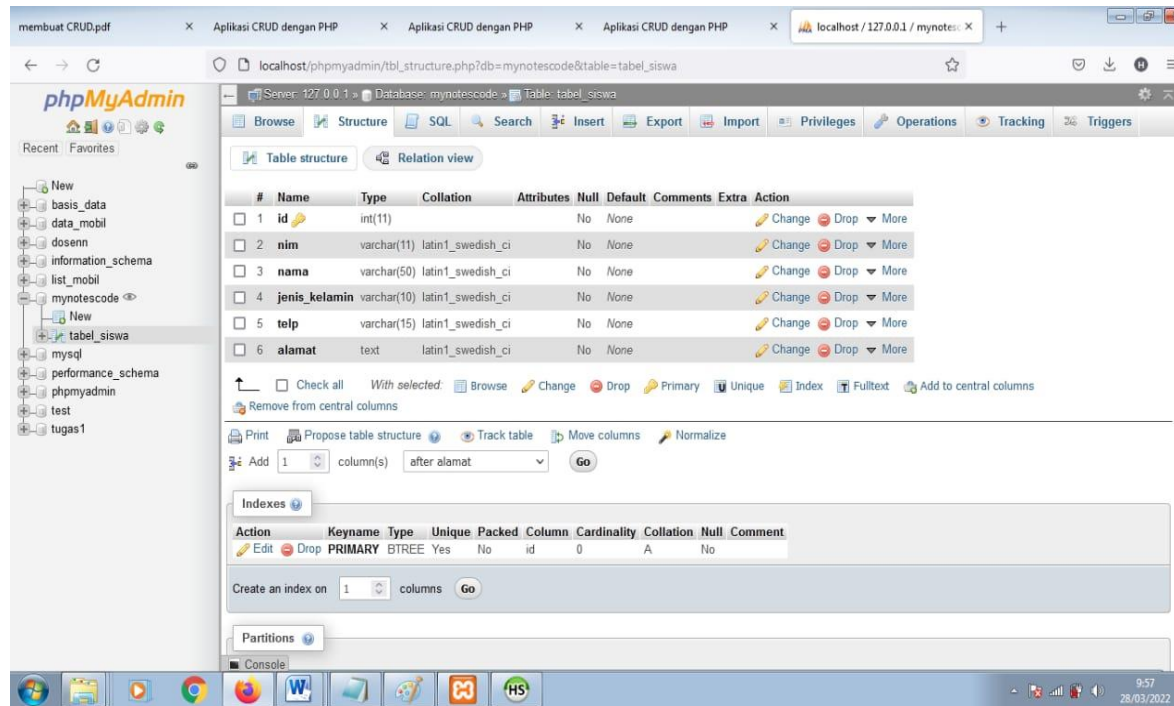 membuat CRUD.pdf Aplikasi CRUD dengan PHP Aplikasi CRUD dengan PHP Aplikasi CRUD dengan PHP localhost / 127.0.0.1 / mynotesc
localhost/phpmyadmin/tbl_structure.php?db=mynotescode&table=tabel_siswa
phpMyAdmin
Recent Favorites
New
basis_data
data_mobil
dosenn
information_schema
list_mobil
mynotescode
New
tabel_siswa
mysql
performance_schema
phpmyadmin
test
tugas1
Server: 127.0.0.1 » Database: mynotescode » Table: tabel_siswa
Browse Structure SQL Search Insert Export Import Privileges Operations Tracking Triggers
Table structure Relation view
# Name Type Collation Attributes Null Default Comments Extra Action
1 id int(11) No None Change Drop More
2 nim varchar(11) latin1_swedish_ci No None Change Drop More
3 nama varchar(50) latin1_swedish_ci No None Change Drop More
4 jenis_kelamin varchar(10) latin1_swedish_ci No None Change Drop More
5 telp varchar(15) latin1_swedish_ci No None Change Drop More
6 alamat text latin1_swedish_ci No None Change Drop More
Check all With selected: Browse Change Drop Primary Unique Index Fulltext Add to central columns
Remove from central columns
Print Propose table structure Track table Move columns Normalize
Add 1 column(s) after alamat Go
Indexes
Action Keyname Type Unique Packed Column Cardinality Collation Null Comment
Edit Drop PRIMARY BTREE Yes No id 0 A No
Create an index on 1 columns Go
Partitions
Console
9:57
28/03/2022